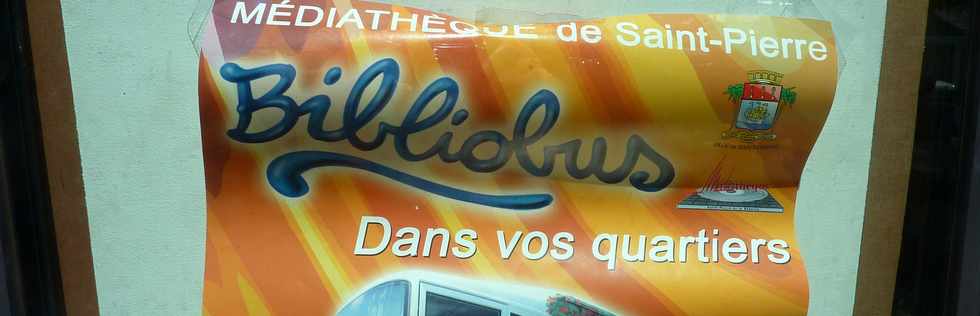 MÉDIATHÈQUE de Saint-Pierre
Bibliobus
Dans vos quartiers